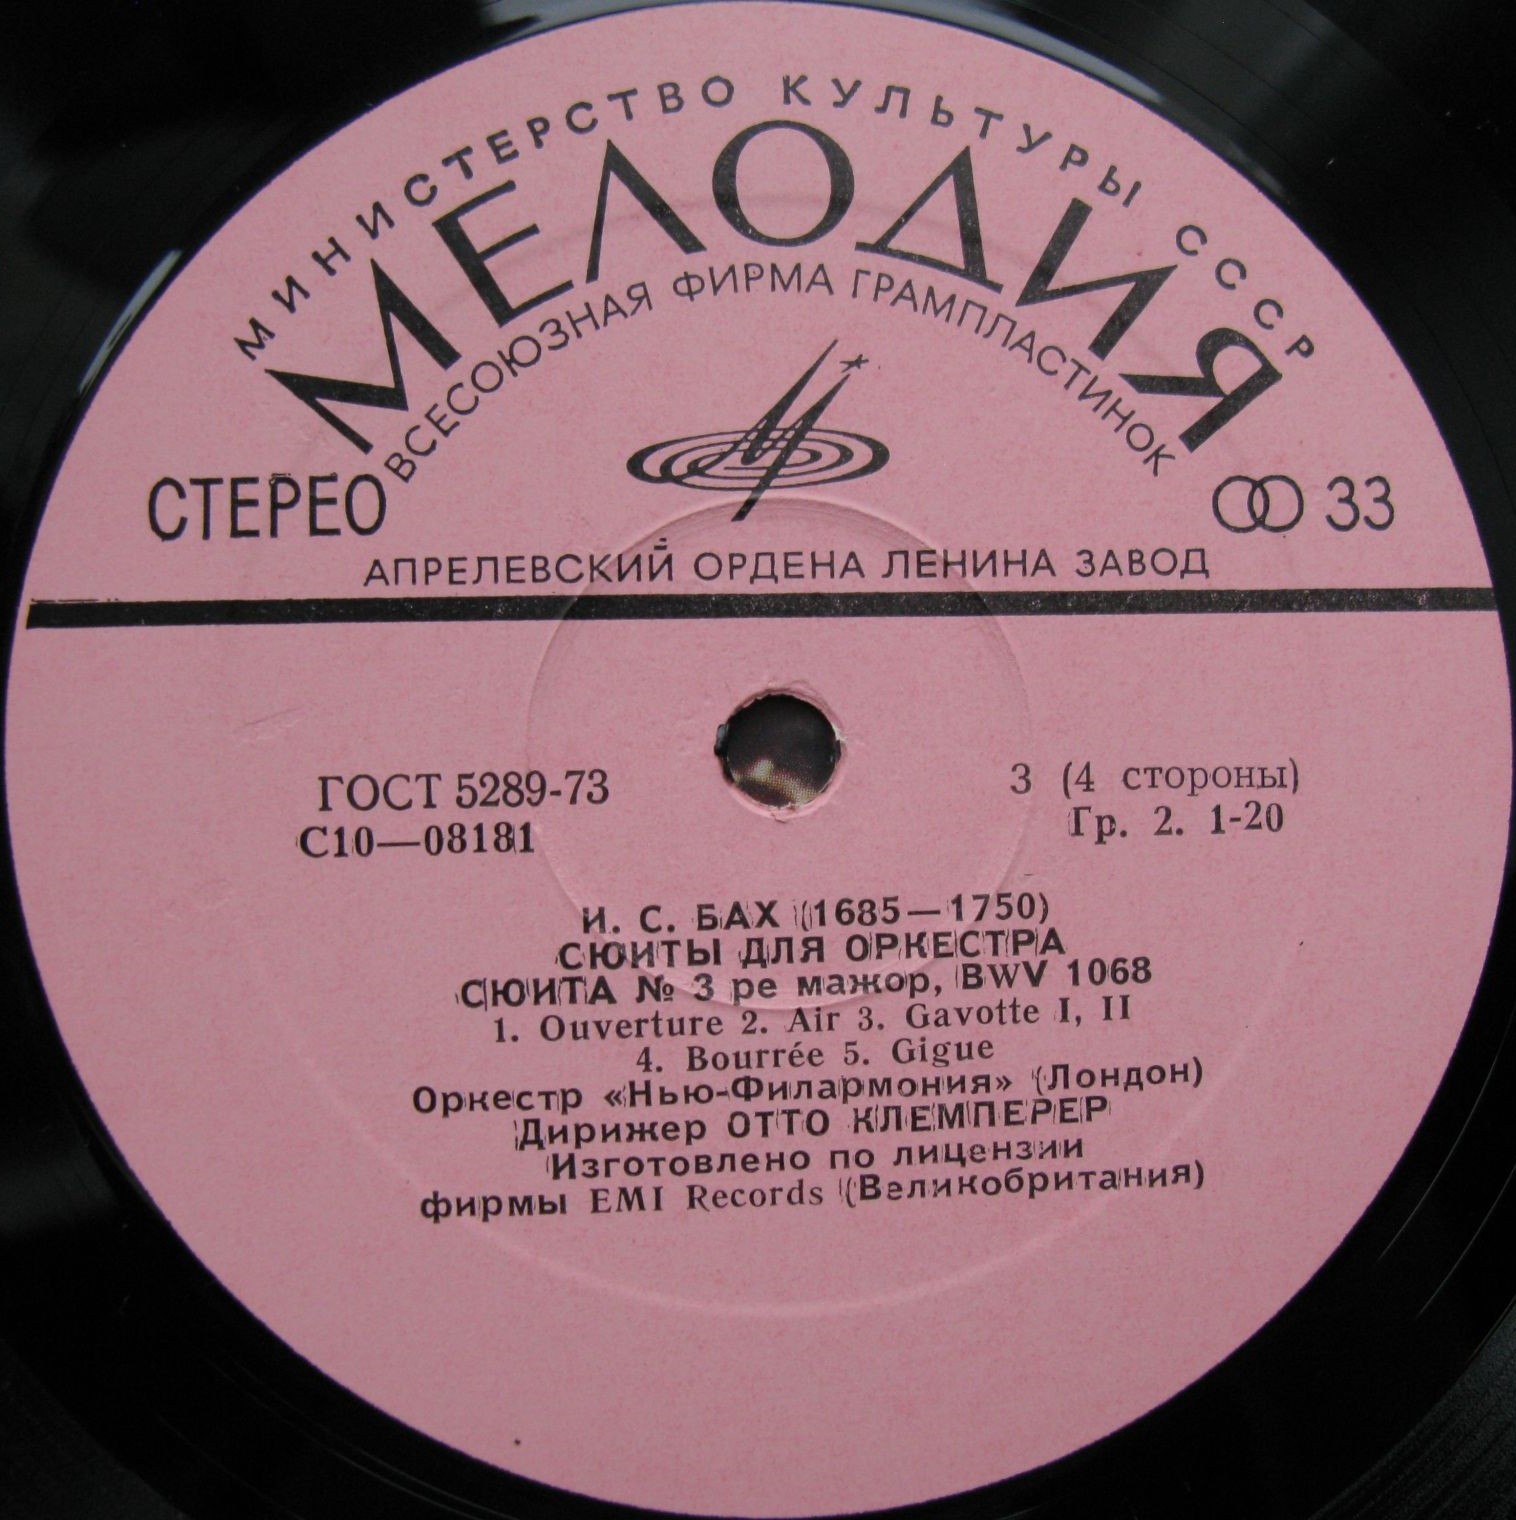 МИНИСТЕРСТВО КУЛЬТУРЫ СССР
МЕЛОДИЯ
ВСЕСОЮЗНАЯ ФИРМА ГРАМПЛАСТИНОК
СТЕРЕО
33
АПРЕЛЕВСКИЙ ОРДЕНА ЛЕНИНА ЗАВОД
ГОСТ 5289-73
С10—08181
3 (4 стороны)
Гр. 2. 1-20
И. С. БАХ (1685—1750)
СЮИТЫ ДЛЯ ОРКЕСТРА
СЮИТА № 3 ре мажор, BWV 1068
1. Ouverture 2. Air 3. Gavotte I, II
4. Bourrée 5. Gigue
Оркестр «Нью-Филармония» (Лондон)
Дирижер ОТТО КЛЕМПЕРЕР
Изготовлено по лицензии
фирмы EMI Records (Великобритания)